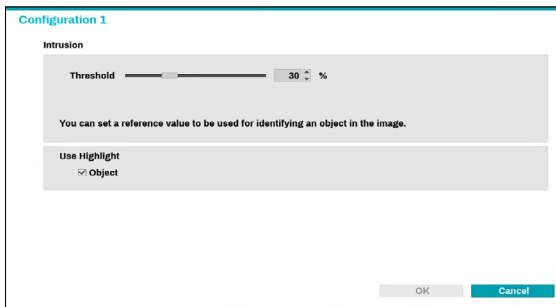 Configuration 1
Intrusion
Threshold 30 %
You can set a reference value to be used for identifying an object in the image.
Use Highlight
Object
OK Cancel